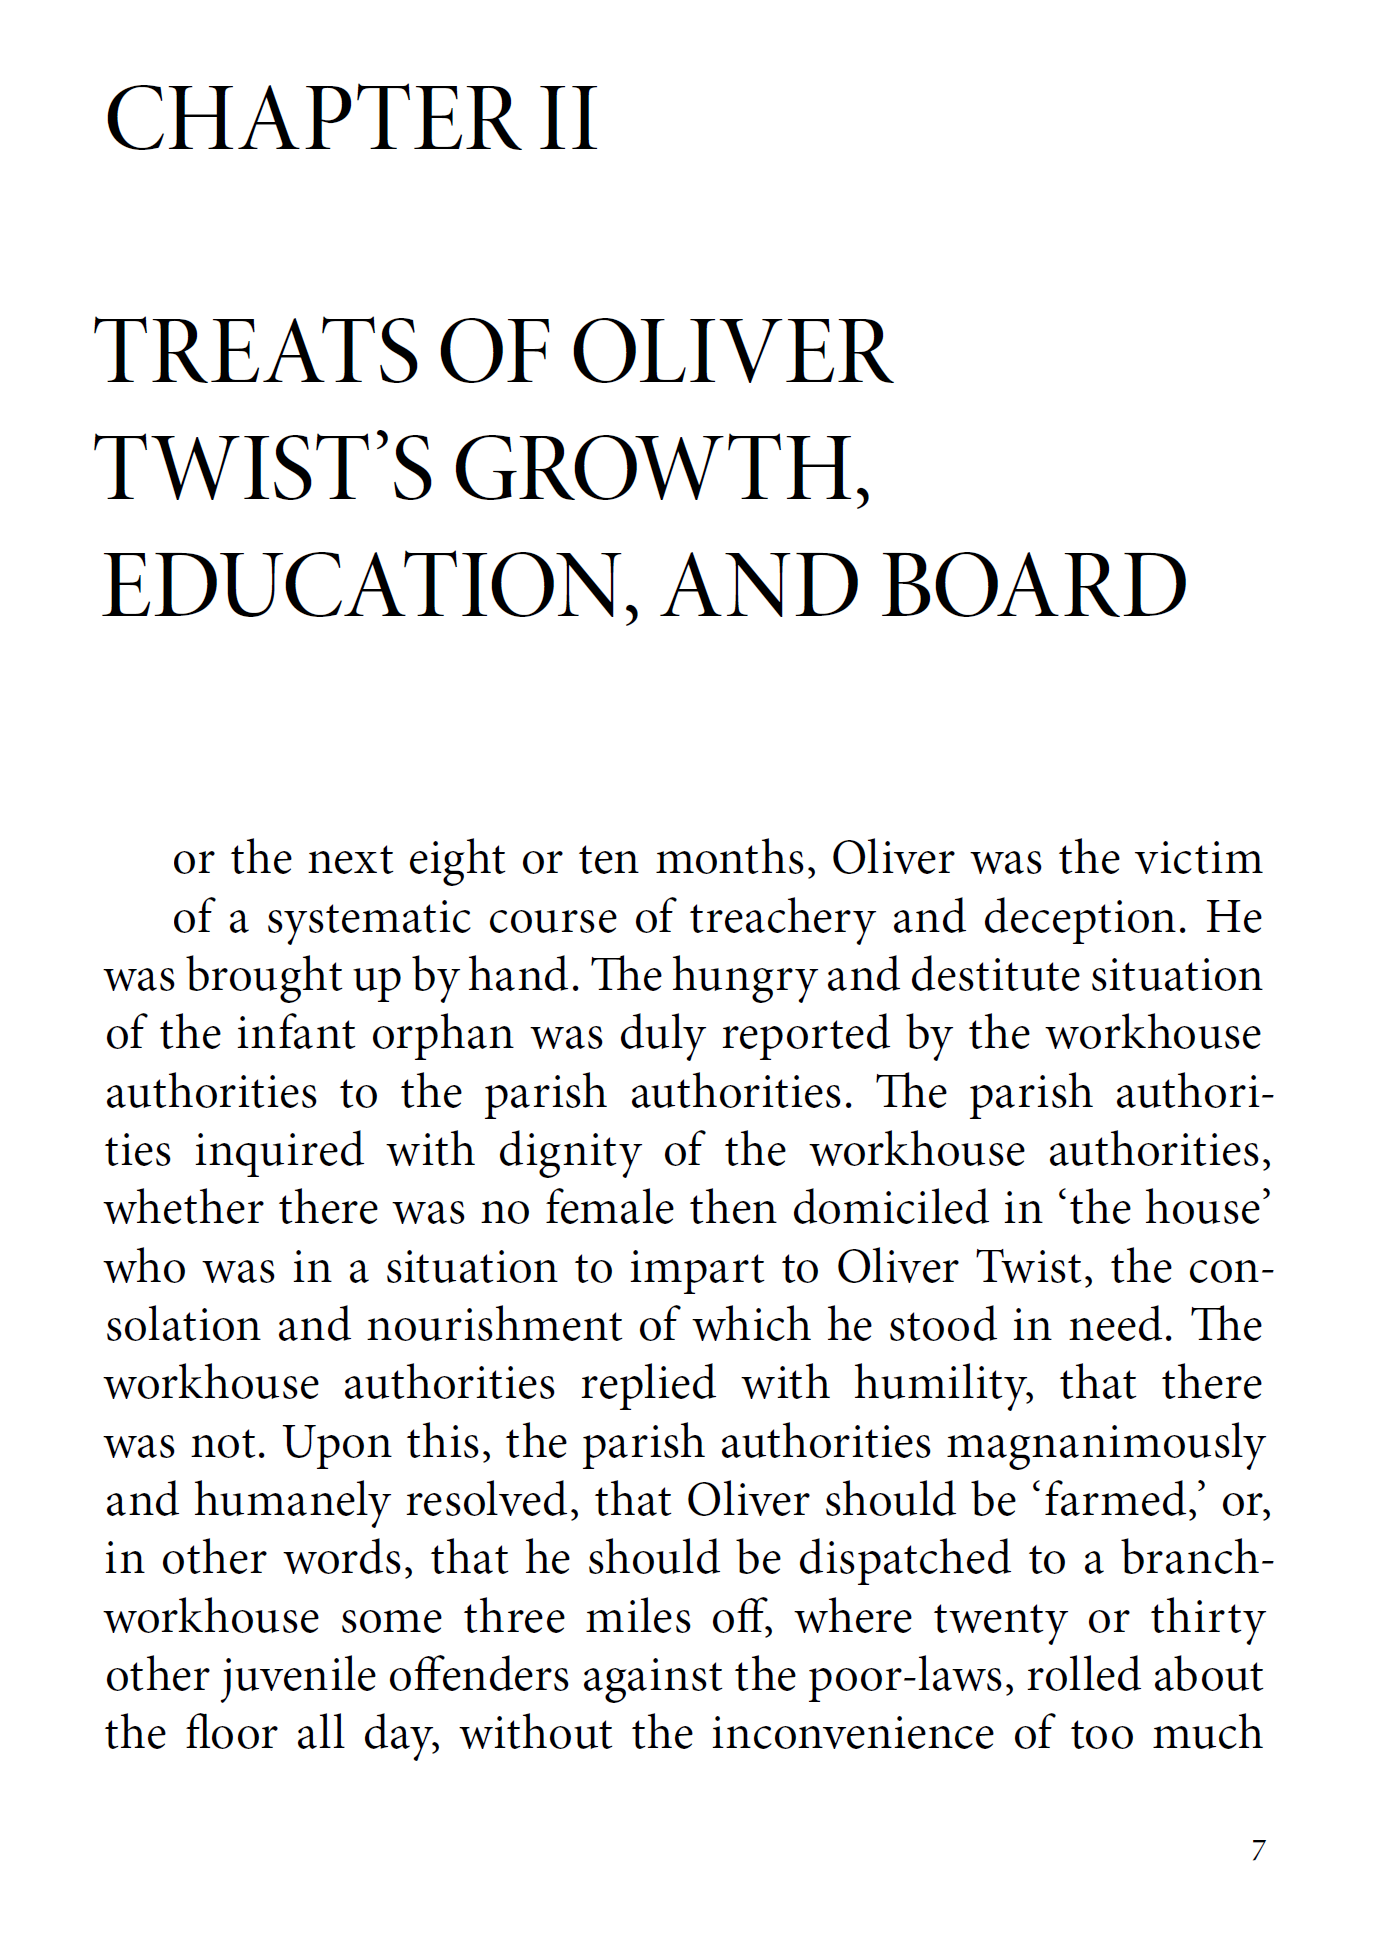 CHAPTER II
TREATS OF OLIVER
TWIST’S GROWTH,
EDUCATION, AND BOARD
or the next eight or ten months, Oliver was the victim
of a systematic course of treachery and deception. He
was brought up by hand. The hungry and destitute situation
of the infant orphan was duly reported by the workhouse
authorities to the parish authorities. The parish authori-
ties inquired with dignity of the workhouse authorities,
whether there was no female then domiciled in ‘the house’
who was in a situation to impart to Oliver Twist, the con-
solation and nourishment of which he stood in need. The
workhouse authorities replied with humility, that there
was not. Upon this, the parish authorities magnanimously
and humanely resolved, that Oliver should be ‘farmed,’ or,
in other words, that he should be dispatched to a branch-
workhouse some three miles off, where twenty or thirty
other juvenile offenders against the poor-laws, rolled about
the floor all day, without the inconvenience of too much
7